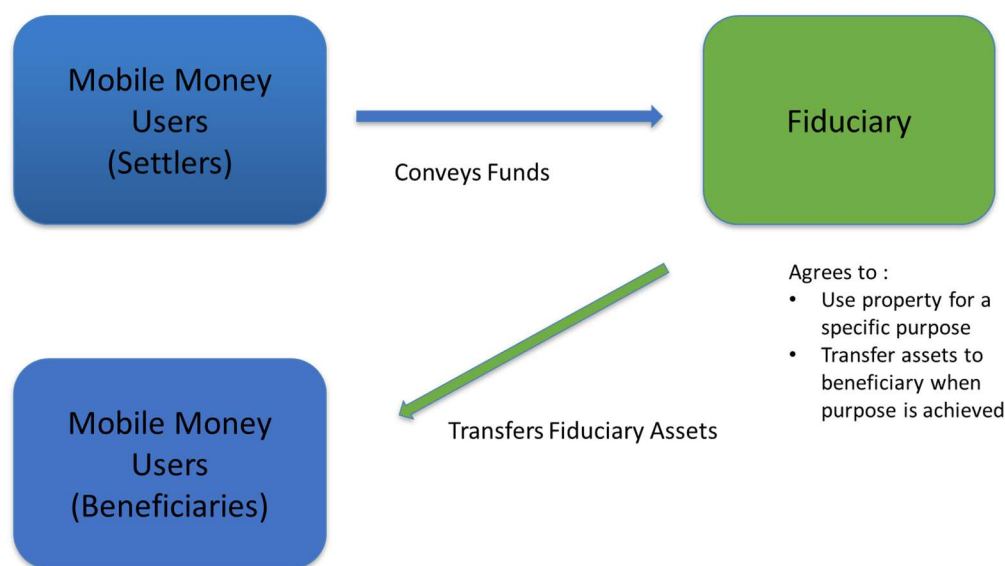 Mobile Money
Users
(Settlers)
Conveys Funds
Fiduciary
Agrees to :
• Use property for a
specific purpose
• Transfer assets to
beneficiary when
purpose is achieved
Transfers Fiduciary Assets
Mobile Money
Users
(Beneficiaries)